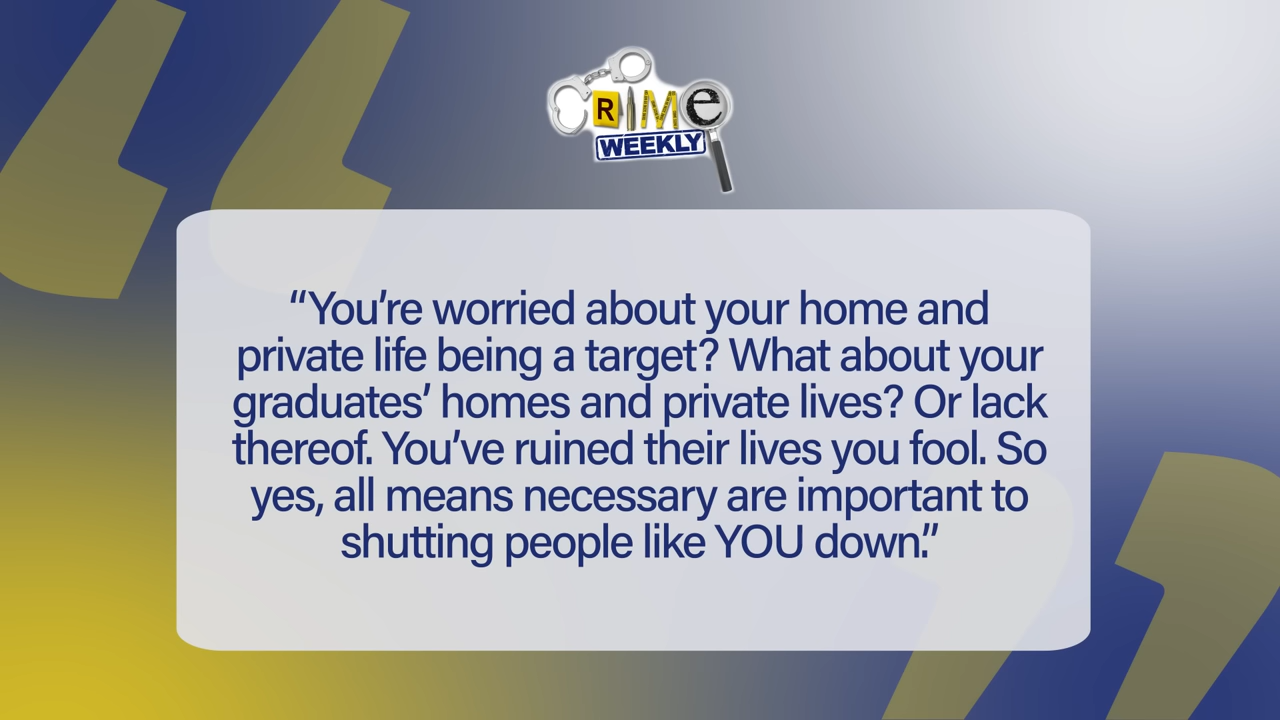 CRIMe
WEEKLY
“You’re worried about your home and
private life being a target? What about your
graduates’ homes and private lives? Or lack
thereof. You’ve ruined their lives you fool. So
yes, all means necessary are important to
shutting people like YOU down.”